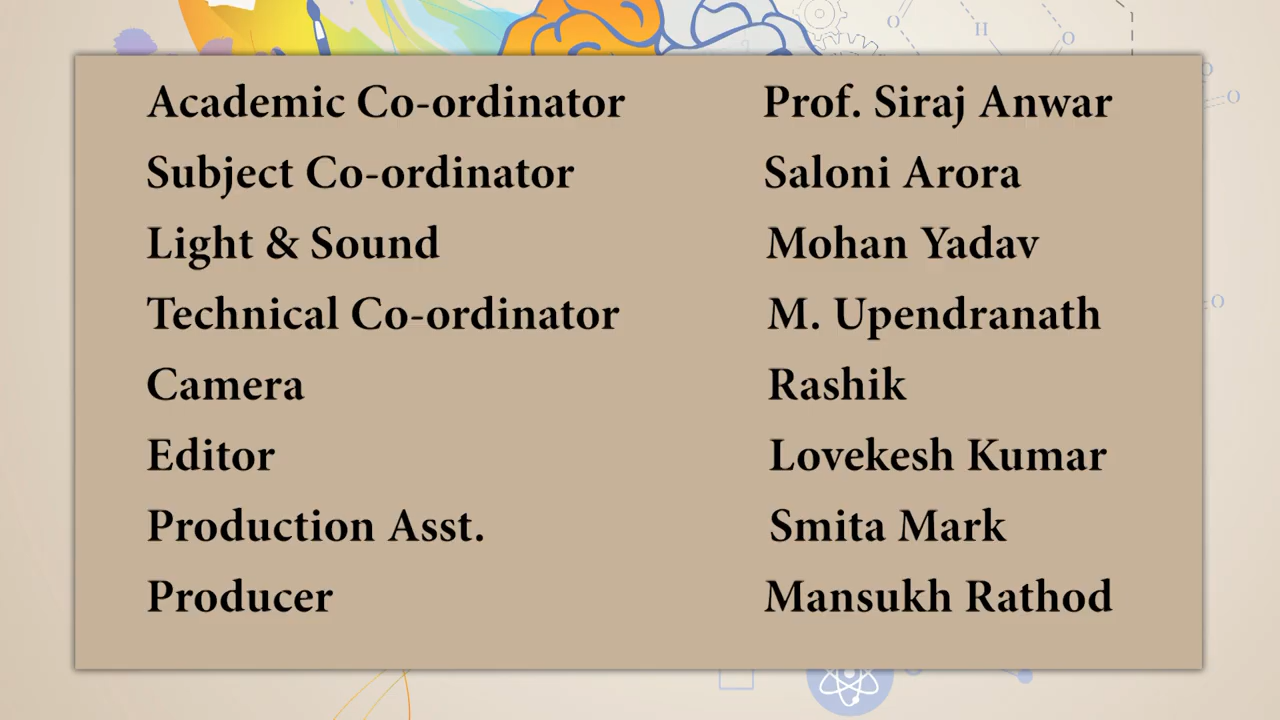 Academic Co-ordinator Prof. Siraj Anwar
Subject Co-ordinator Saloni Arora
Light & Sound Mohan Yadav
Technical Co-ordinator M. Upendranath
Camera Rashik
Editor Lovekesh Kumar
Production Asst. Smita Mark
Producer Mansukh Rathod
O
H
O
O
O
O